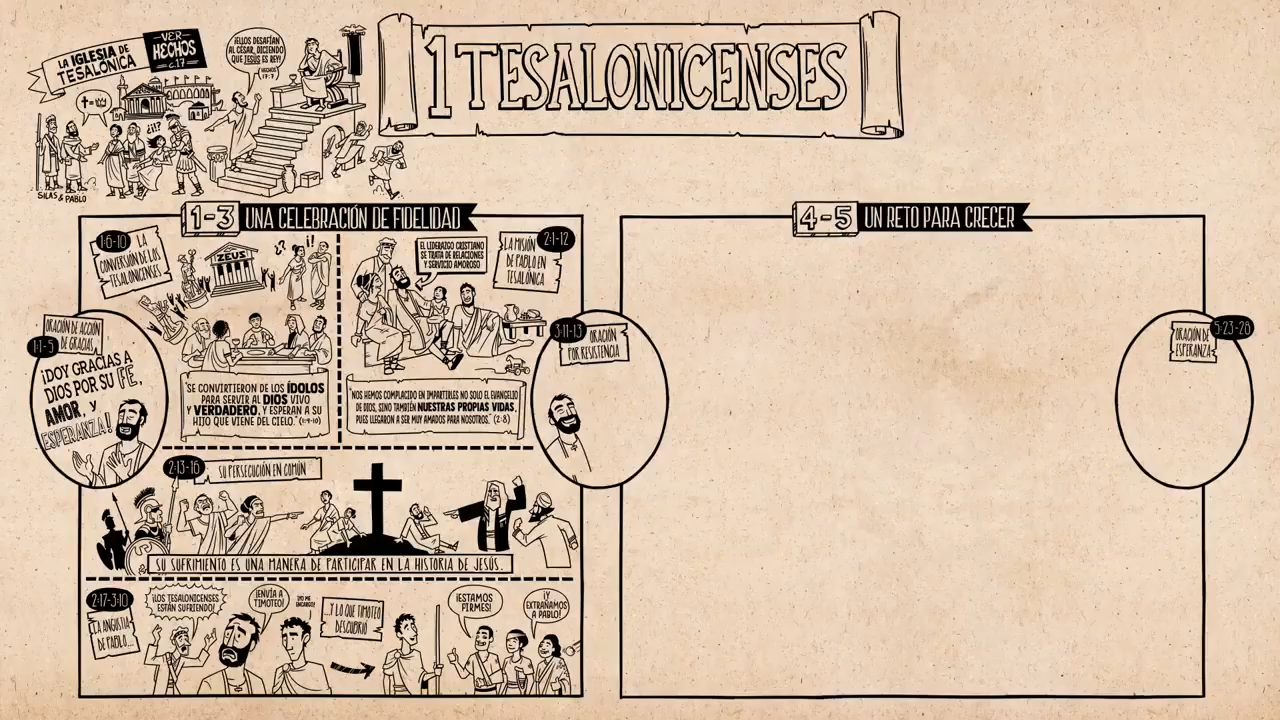 LA IGLESIA DE
TESALÓNICA
VER
HECHOS
c.17
¿¡!?
SILAS & PABLO
¡ELLOS DESAFÍAN
AL CÉSAR, DICIENDO
QUE JESÚS ES REY!
HECHOS
17:7
1 TESALONICENSES
1-3 UNA CELEBRACIÓN DE FIDELIDAD
1:1-5
ORACIÓN DE ACCIÓN
DE GRACIAS
¡DOY GRACIAS A
DIOS POR SU FE,
AMOR, Y
ESPERANZA!
1:6-10
LA
CONVERSIÓN DE LOS
TESALONICENSES
ZEUS
¿? ¡!
"SE CONVIRTIERON DE LOS ÍDOLOS
PARA SERVIR AL DIOS VIVO
Y VERDADERO, Y ESPERAN A SU
HIJO QUE VIENE DEL CIELO." (1:9-10)
EL LIDERAZGO CRISTIANO
SE TRATA DE RELACIONES
Y SERVICIO AMOROSO
2:1-12
LA MISIÓN
DE PABLO EN
TESALÓNICA
"NOS HEMOS COMPLACIDO EN IMPARTIRLES NO SOLO EL EVANGELIO
DE DIOS, SINO TAMBIÉN NUESTRAS PROPIAS VIDAS,
PUES LLEGARON A SER MUY AMADOS PARA NOSOTROS." (2:8)
2:13-16
SU PERSECUCIÓN EN COMÚN
SU SUFRIMIENTO ES UNA MANERA DE PARTICIPAR EN LA HISTORIA DE JESÚS.
2:17-3:10
LA ANGUSTIA
DE PABLO...
¡LOS TESALONICENSES
ESTÁN SUFRIENDO!
¡ENVÍA A
TIMOTEO!
¡YO ME
ENCARGO!
...Y LO QUE TIMOTEO
DESCUBRIÓ
¡ESTAMOS
FIRMES!
¡Y
EXTRAÑAMOS
A PABLO!
3:11-13
ORACIÓN
POR RESISTENCIA
4-5 UN RETO PARA CRECER
5:23-28
ORACIÓN DE
ESPERANZA